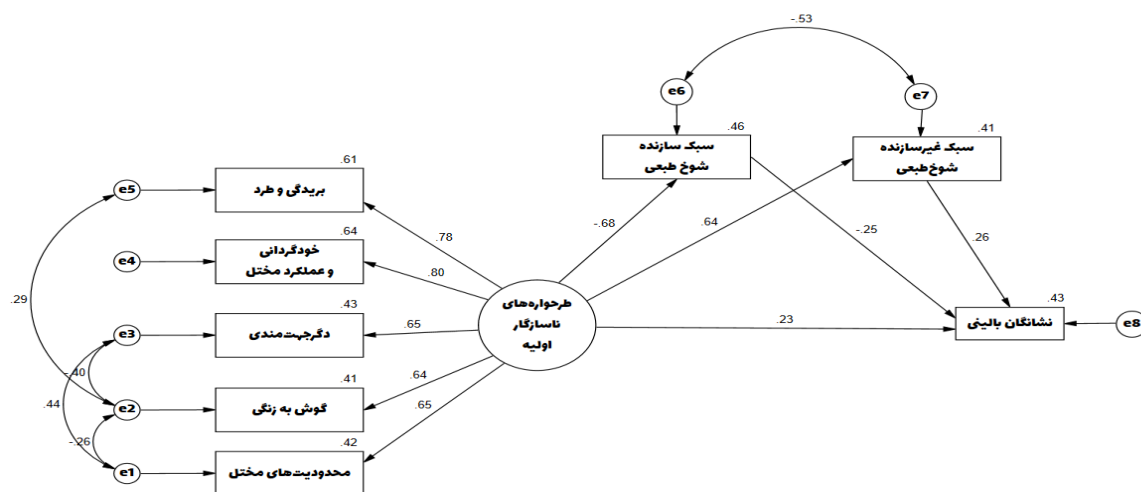 -.53
e6
e7
.46
.41
سبک سازنده
شوخ طبعی
سبک غیرسازنده
شوخ‌طبعی
.61
e5
بریدگی و طرد
.78
-.68
.64
-.25
.26
.64
e4
خودگردانی
و عملکرد مختل
.80
.29
طرحواره‌های
ناسازگار
اولیه
.43
.23
نشانگان بالینی
e8
.43
e3
دگرجهت‌مندی
.65
-.40
.44
.41
e2
گوش به زنگی
.64
.65
-.26
.42
e1
محدودیت‌های مختل